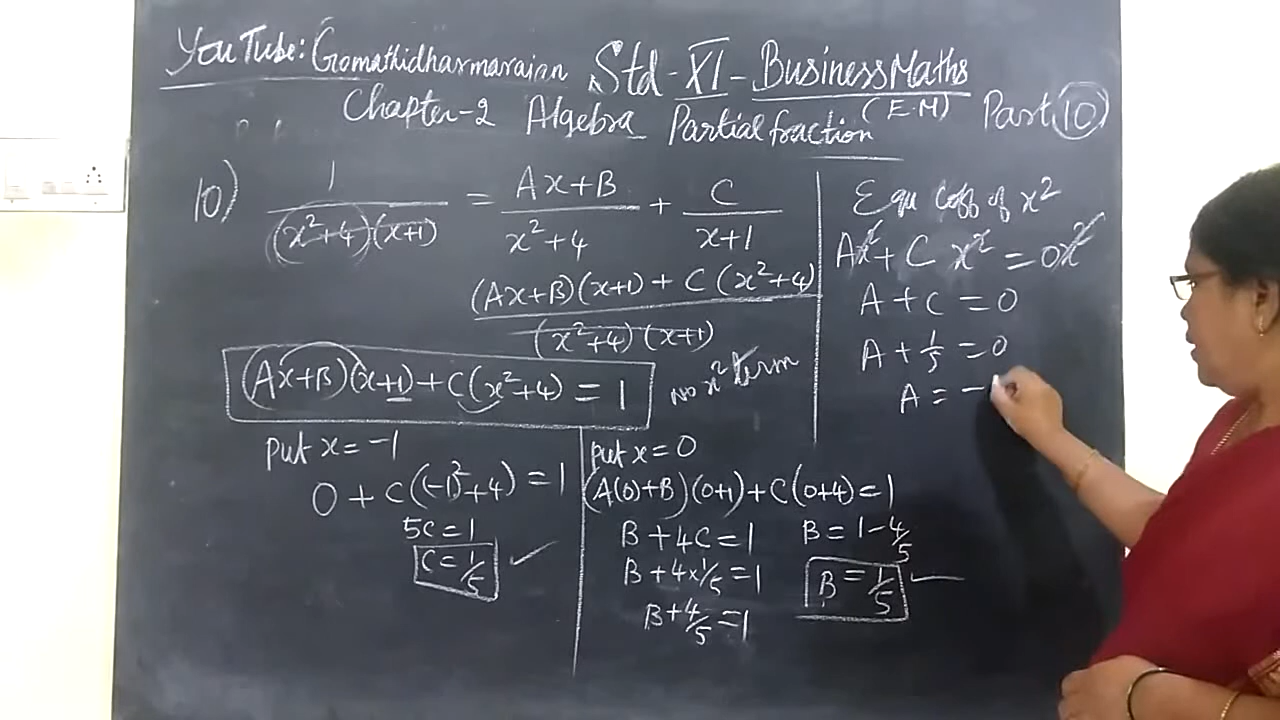 YouTube: Gomathidharmarajan Std-XI-Business Maths
Chapter-2 Algebra Partial fraction (E.M) Part 10
10) 1/((x²+4)(x+1)) = (Ax+B)/(x²+4) + C/(x+1)
((Ax+B)(x+1) + C(x²+4))/((x²+4)(x+1))
(Ax+B)(x+1)+C(x²+4) = 1
no x² term
put x = -1
0 + C((-1)²+4) = 1
5C = 1
C = 1/5
put x = 0
(A(0)+B)(0+1)+C(0+4)=1
B + 4C = 1
B + 4×1/5 = 1
B + 4/5 = 1
B = 1 - 4/5
B = 1/5
Equ Coff of x²
Ax² + C x² = 0x²
A + C = 0
A + 1/5 = 0
A = -